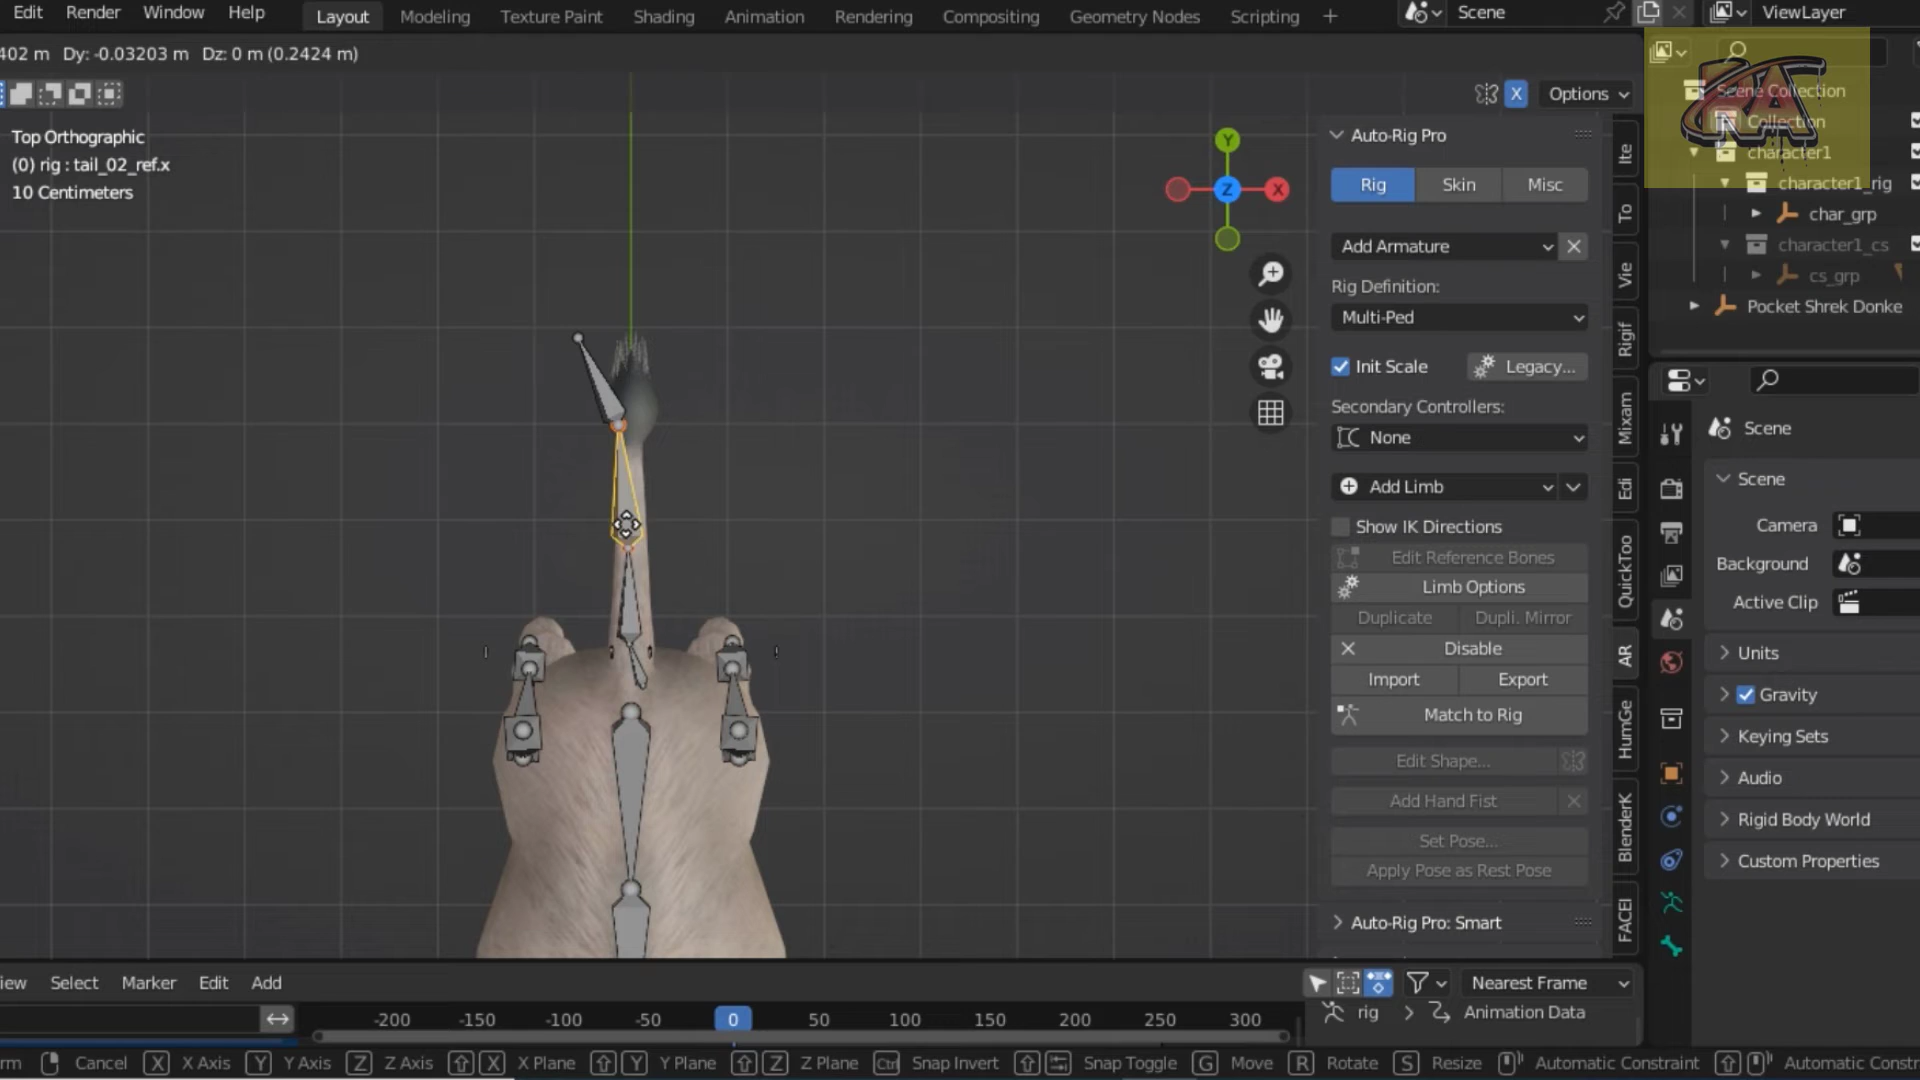 Edit Render Window Help Layout Modeling Texture Paint Shading Animation Rendering Compositing Geometry Nodes Scripting + Scene ViewLayer
402 m Dy: -0.03203 m Dz: 0 m (0.2424 m)
X Options
Top Orthographic
(0) rig : tail_02_ref.x
10 Centimeters
Y
Z
X
Auto-Rig Pro
Rig Skin Misc
Add Armature
Rig Definition:
Multi-Ped
Init Scale Legacy...
Secondary Controllers:
None
Add Limb
Show IK Directions
Edit Reference Bones
Limb Options
Duplicate Dupli. Mirror
Disable
Import Export
Match to Rig
Edit Shape...
Add Hand Fist
Set Pose...
Apply Pose as Rest Pose
Auto-Rig Pro: Smart
Ite
To
Vie
Rigif
Mixam
Edi
QuickToo
AR
HumGe
BlenderK
FACEI
RA
Scene Collection
Collection
character1
character1_rig
char_grp
character1_cs
cs_grp
Pocket Shrek Donke
Scene
Scene
Camera
Background
Active Clip
Units
Gravity
Keying Sets
Audio
Rigid Body World
Custom Properties
iew Select Marker Edit Add Nearest Frame
-200 -150 -100 -50 0 50 100 150 200 250 300
rig Animation Data
rm Cancel X X Axis Y Y Axis Z Z Axis X X Plane Y Y Plane Z Z Plane Ctrl Snap Invert Snap Toggle G Move R Rotate S Resize Automatic Constraint Automatic Constr